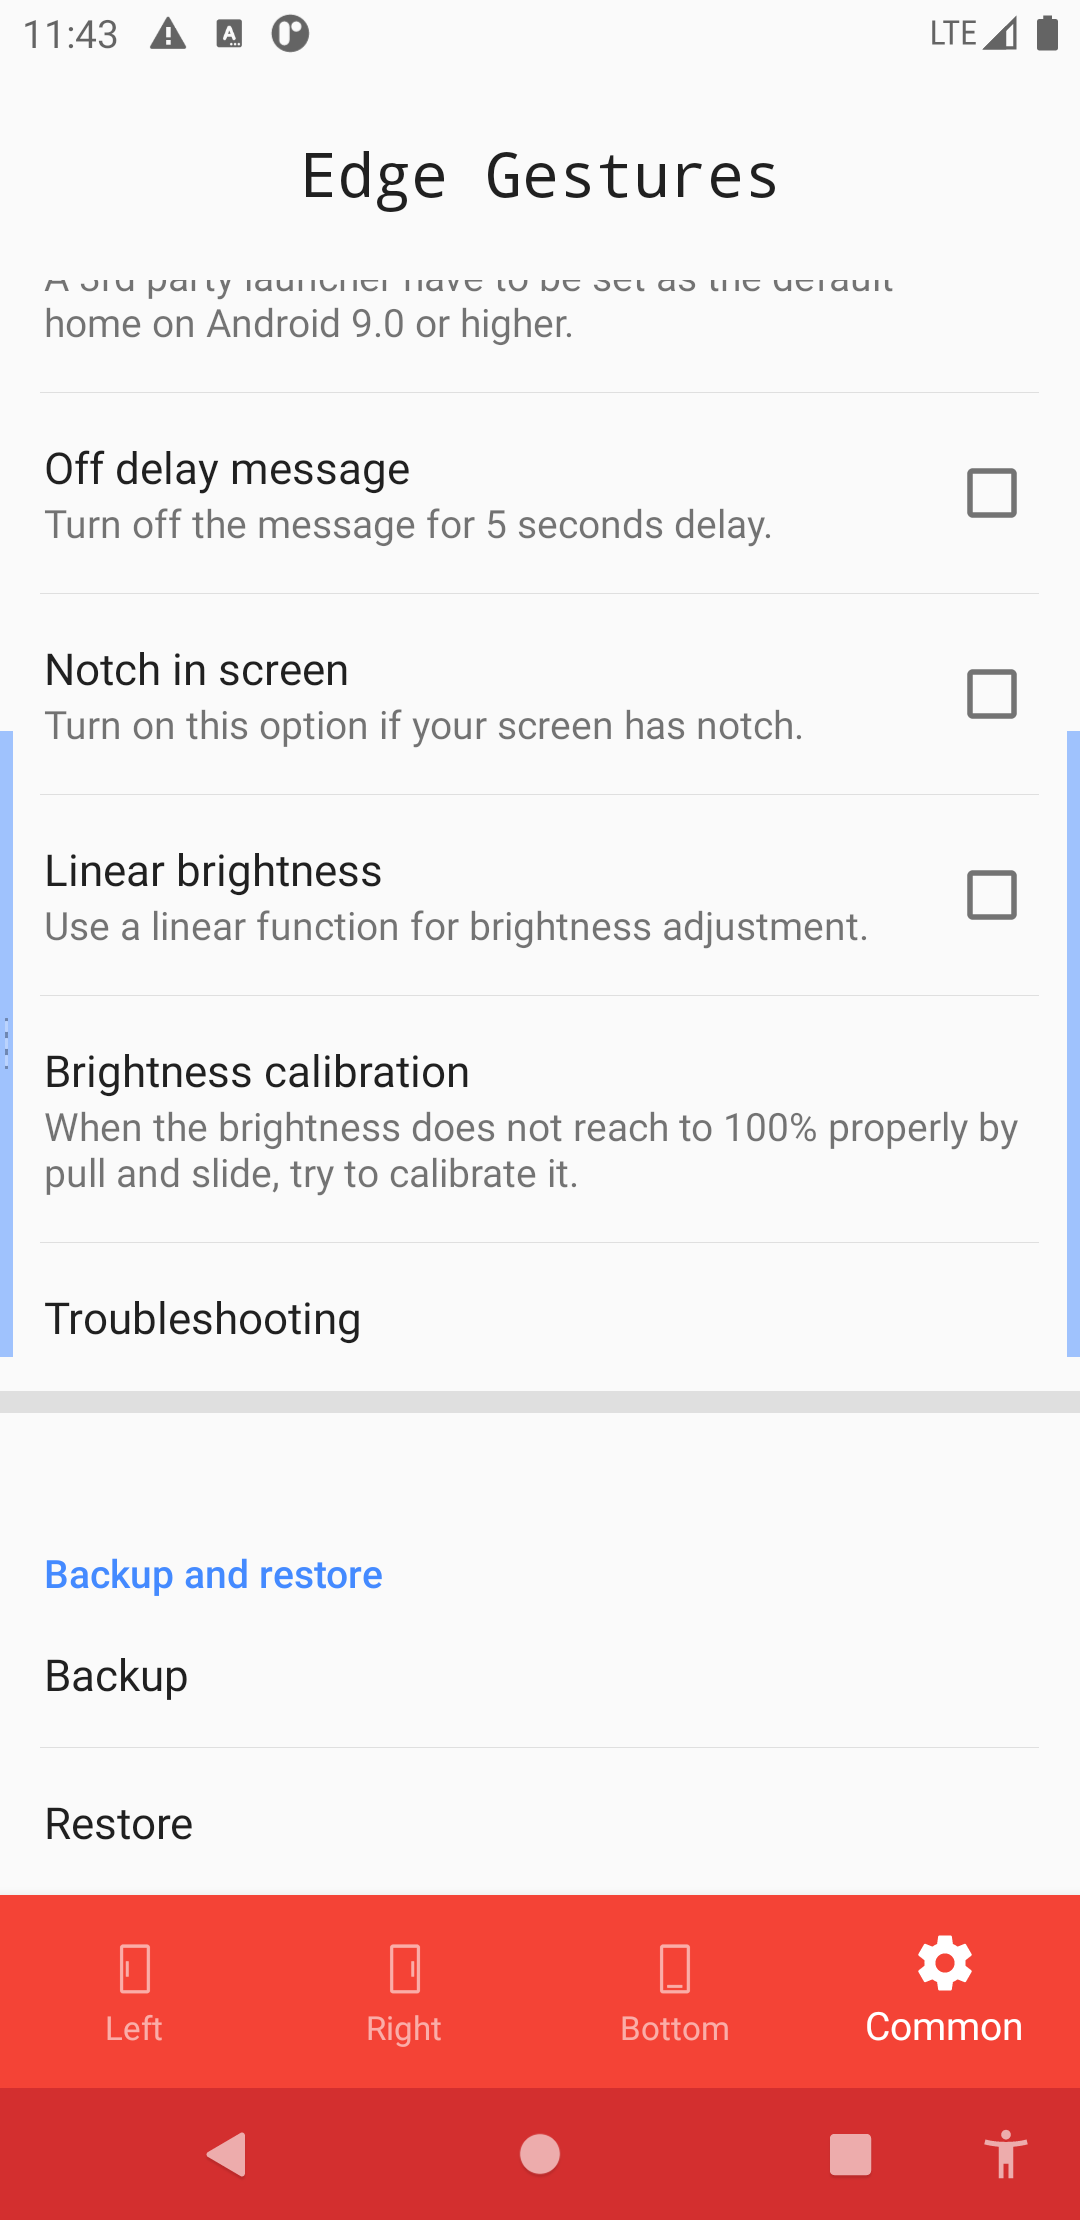 11:43
LTE
Edge Gestures
A 3rd party launcher have to be set as the default
home on Android 9.0 or higher.
Off delay message
Turn off the message for 5 seconds delay.
Notch in screen
Turn on this option if your screen has notch.
Linear brightness
Use a linear function for brightness adjustment.
Brightness calibration
When the brightness does not reach to 100% properly by
pull and slide, try to calibrate it.
Troubleshooting
Backup and restore
Backup
Restore
Left
Right
Bottom
Common